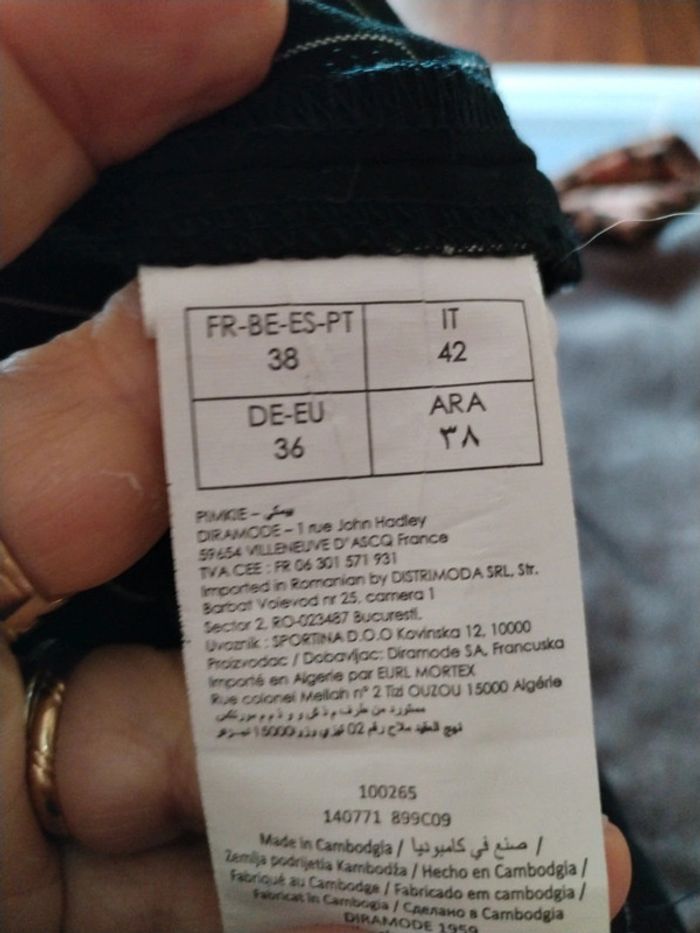 FR-BE-ES-PT
38
IT
42
DE-EU
36
ARA
٣٨
PIMKIE –
DIRAMODE – 1 rue John Hadley
59654 VILLENEUVE D'ASCQ France
TVA CEE : FR 06 301 571 931
Imported in Romanian by DISTRIMODA SRL, Str.
Barbat Voievod nr 25, camera 1
Sector 2, RO-023487 Bucuresti.
Uvoznik : SPORTINA D.O.O Kovinska 12, 10000
Proizvodac / Dobavljac: Diramode SA, Francuska
Importé en Algerie par EURL MORTEX
Rue colonel Mellah n° 2 Tizi OUZOU 15000 Algérie
100265
140771 899C09
Made in Cambodgia / صنع في كامبوديا /
Zemlja podrijetla Kambodža / Hecho en Cambodgia /
Fabriqué au Cambodge / Fabricado em cambodgia /
Fabricat în Cambogia / Сделано в Cambodgia
DIRAMODE 1959